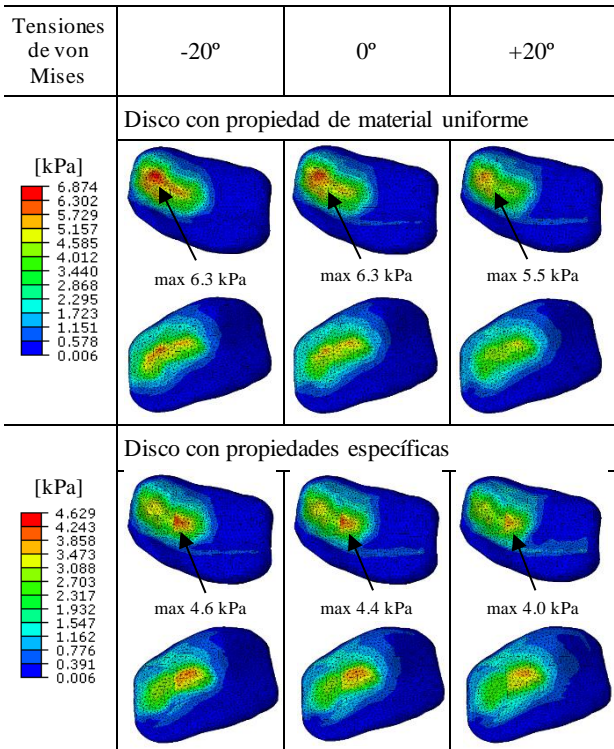 Tensiones
de von
Mises
-20º
0º
+20º
Disco con propiedad de material uniforme
[kPa]
6.874
6.302
5.729
5.157
4.585
4.012
3.440
2.868
2.295
1.723
1.151
0.578
0.006
max 6.3 kPa
max 6.3 kPa
max 5.5 kPa
Disco con propiedades específicas
[kPa]
4.629
4.243
3.858
3.473
3.088
2.703
2.317
1.932
1.547
1.162
0.776
0.391
0.006
max 4.6 kPa
max 4.4 kPa
max 4.0 kPa